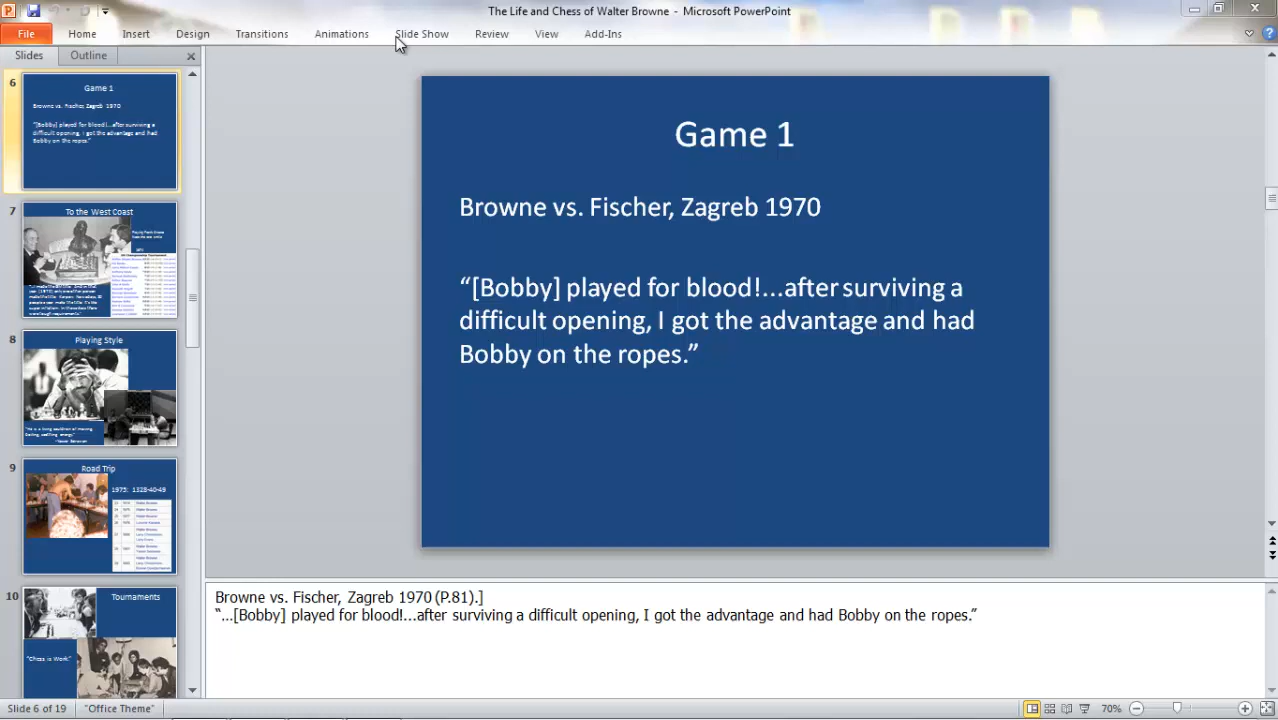 The Life and Chess of Walter Browne - Microsoft PowerPoint
File Home Insert Design Transitions Animations Slide Show Review View Add-Ins
Slides Outline
6
Game 1
Browne vs. Fischer, Zagreb 1970
"[Bobby] played for blood!...after surviving a
difficult opening, I got the advantage and had
Bobby on the ropes."
7
To the West Coast
8
Playing Style
9
Road Trip
1975: 1328-40-49
10
Tournaments
"Chess is Work."
Game 1
Browne vs. Fischer, Zagreb 1970
“[Bobby] played for blood!...after surviving a
difficult opening, I got the advantage and had
Bobby on the ropes.”
Browne vs. Fischer, Zagreb 1970 (P.81).]
“...[Bobby] played for blood!...after surviving a difficult opening, I got the advantage and had Bobby on the ropes.”
Slide 6 of 19 "Office Theme" 70%